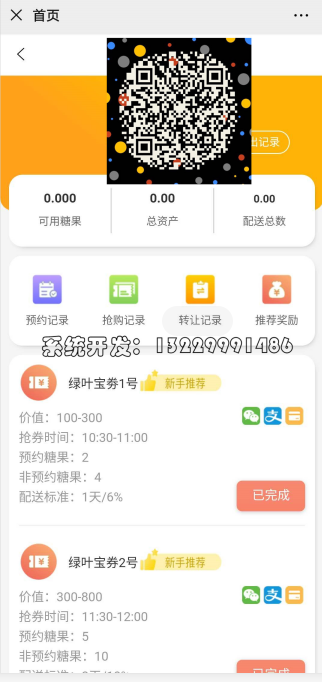 首页
出记录
0.000
0.00
0.00
可用糖果
总资产
配送总数
预约记录
抢购记录
转让记录
推荐奖励
系统开发：13229991486
绿叶宝券1号
新手推荐
价值：100-300
抢券时间：10:30-11:00
预约糖果：2
非预约糖果：4
配送标准：1天/6%
已完成
绿叶宝券2号
新手推荐
价值：300-800
抢券时间：11:30-12:00
预约糖果：5
非预约糖果：10